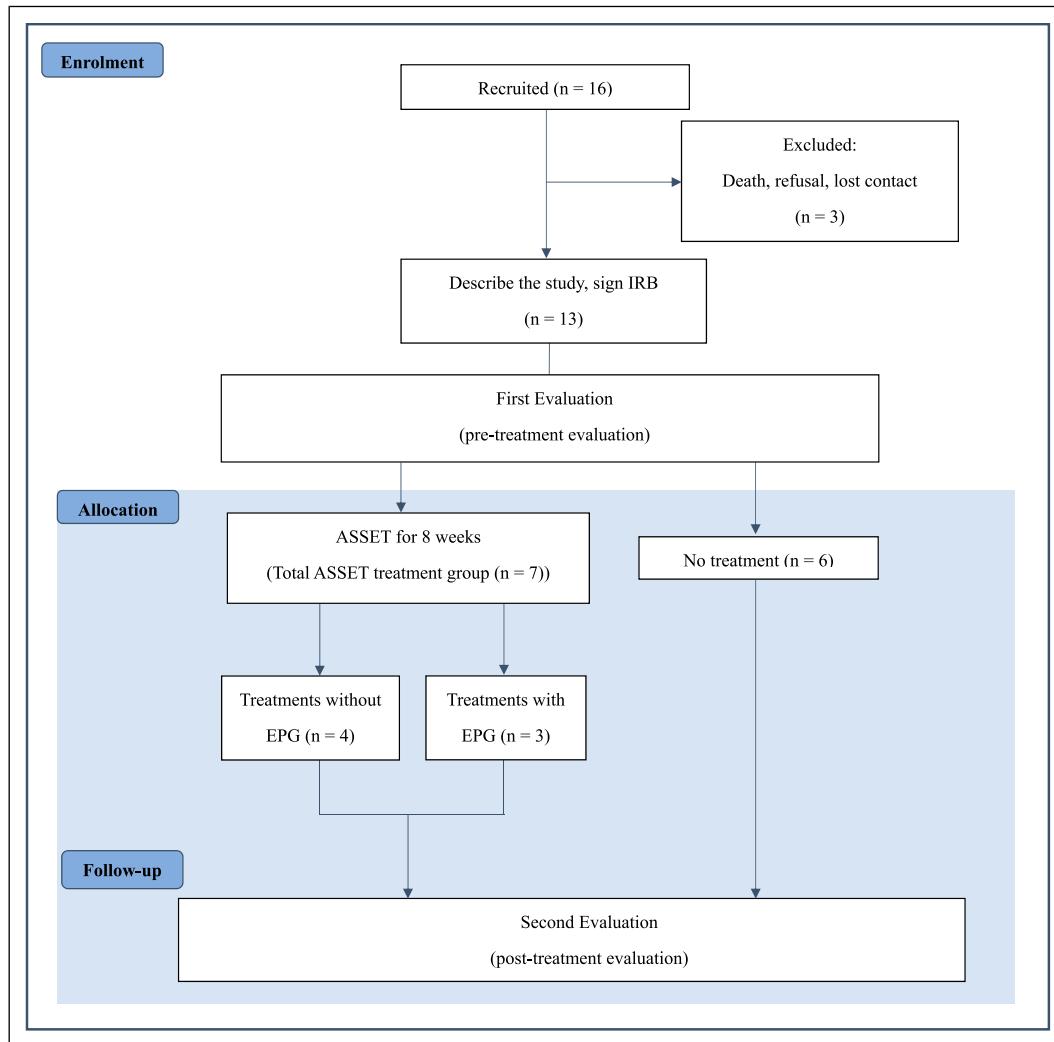 Enrolment
Recruited (n = 16)
Excluded:
Death, refusal, lost contact
(n = 3)
Describe the study, sign IRB
(n = 13)
First Evaluation
(pre-treatment evaluation)
Allocation
ASSET for 8 weeks
(Total ASSET treatment group (n = 7))
No treatment (n = 6)
Treatments without
EPG (n = 4)
Treatments with
EPG (n = 3)
Follow-up
Second Evaluation
(post-treatment evaluation)